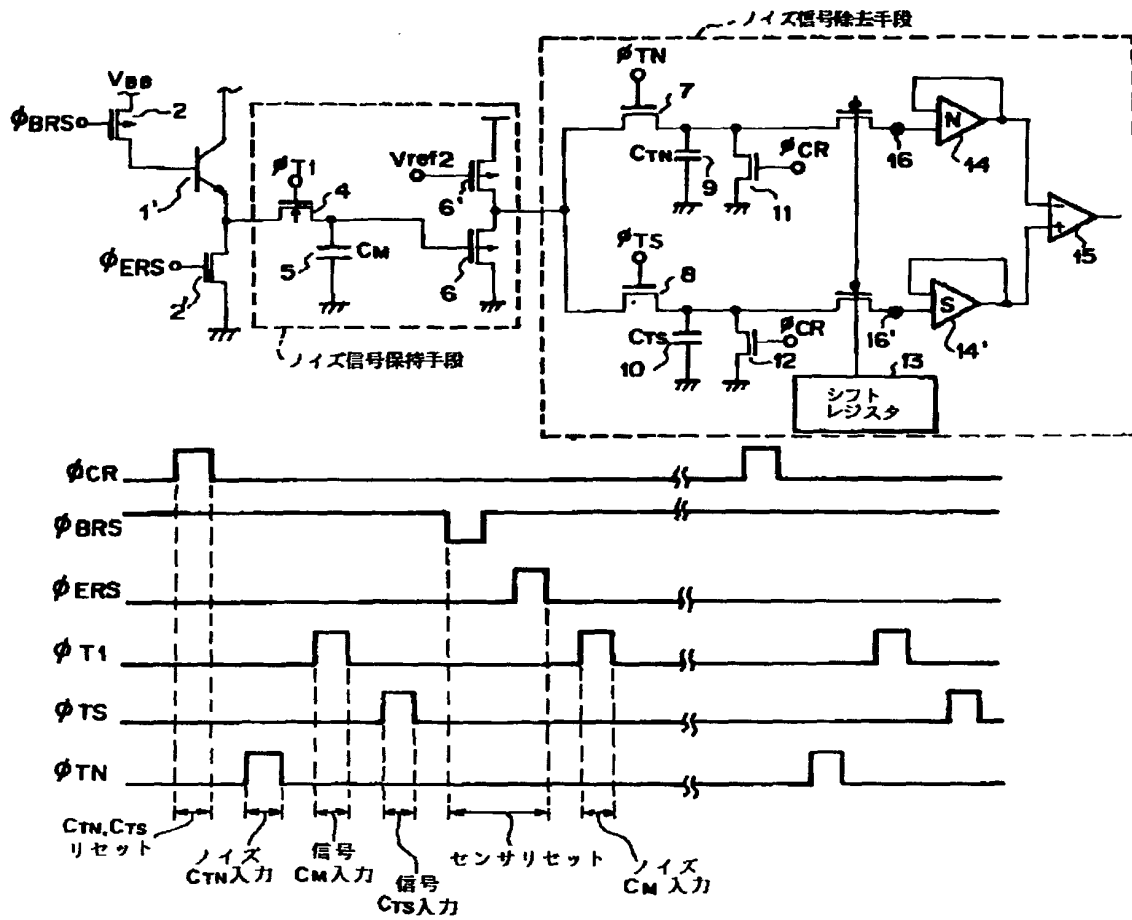 ノイズ信号除去手段
φTN
VBB
φBRS
2
7
φT1
Vref2
CTN
9
φCR
11
16
N
14
1'
4
6'
φERS
2'
5
CM
6
φTS
8
CTS
10
φCR
12
16'
S
14'
15
13
シフト
レジスタ
ノイズ信号保持手段
φCR
φBRS
φERS
φT1
φTS
φTN
CTN,CTS
リセット
ノイズ
CTN入力
信号
CM入力
信号
CTS入力
センサリセット
ノイズ
CM入力